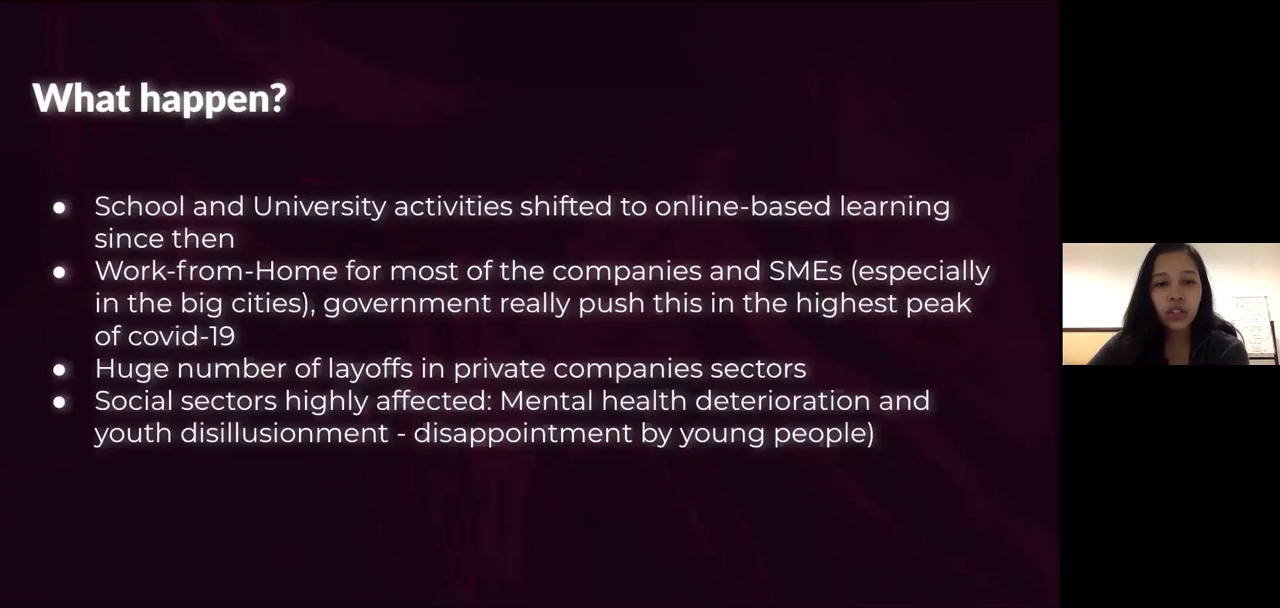 What happen?
● School and University activities shifted to online-based learning
since then
● Work-from-Home for most of the companies and SMEs (especially
in the big cities), government really push this in the highest peak
of covid-19
● Huge number of layoffs in private companies sectors
● Social sectors highly affected: Mental health deterioration and
youth disillusionment - disappointment by young people)